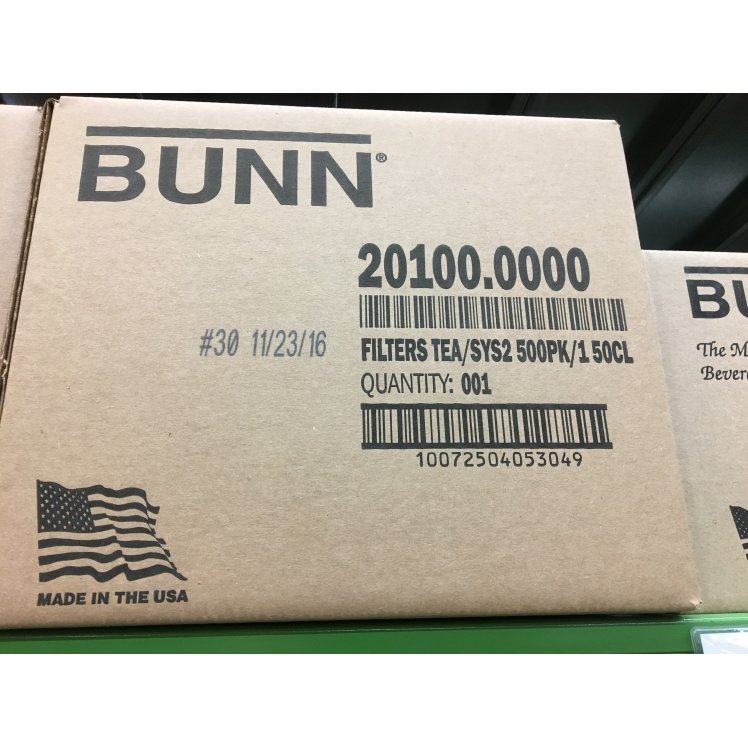 BUNN®
20100.0000
#30 11/23/16
FILTERS TEA/SYS2 500PK/1 50CL
QUANTITY: 001
10072504053049
MADE IN THE USA
BU
The M
Bever